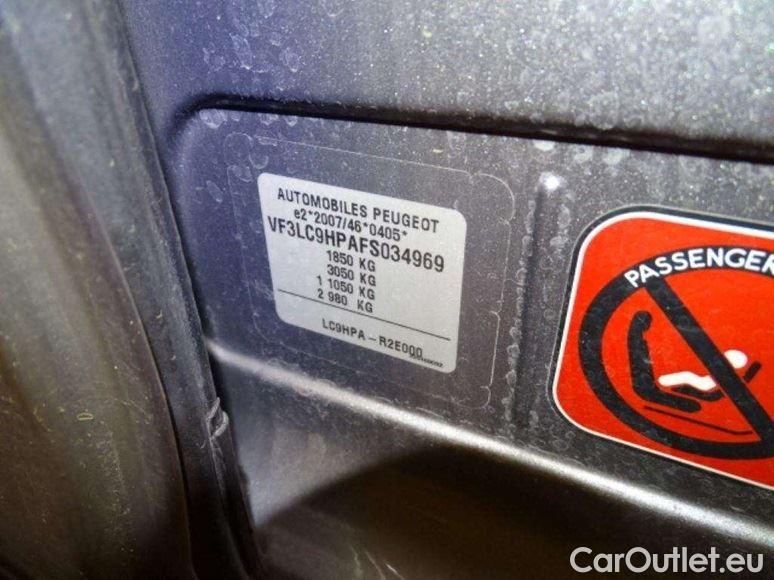 AUTOMOBILES PEUGEOT
e2*2007/46*0405*
VF3LC9HPAFS034969
1850 KG
3050 KG
1 1050 KG
2 980 KG
LC9HPA - R2E000
PASSENGER
CarOutlet.eu